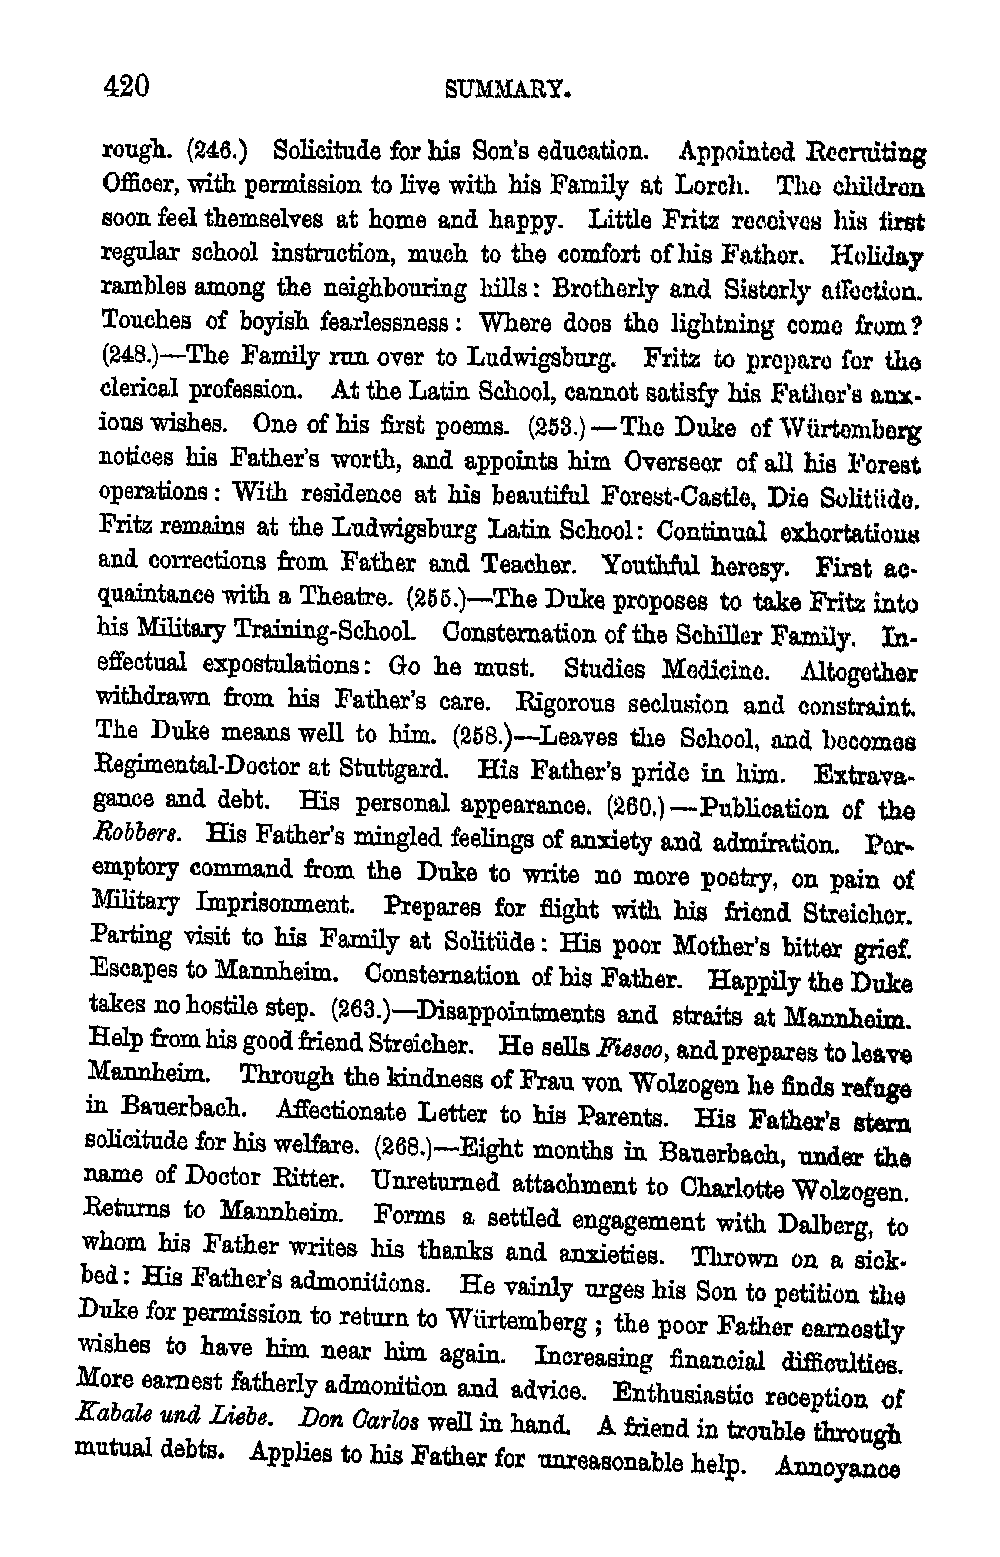 420 SUMMARY.
rough. (246.) Solicitude for his Son's education. Appointed Recruiting
Officer, with permission to live with his Family at Lorch. The children
soon feel themselves at home and happy. Little Fritz receives his first
regular school instruction, much to the comfort of his Father. Holiday
rambles among the neighbouring hills: Brotherly and Sisterly affection.
Touches of boyish fearlessness: Where does the lightning come from?
(248.)—The Family run over to Ludwigsburg. Fritz to prepare for the
clerical profession. At the Latin School, cannot satisfy his Father's anx-
ious wishes. One of his first poems. (253.)—The Duke of Würtemberg
notices his Father's worth, and appoints him Overseer of all his Forest
operations: With residence at his beautiful Forest-Castle, Die Solitüde.
Fritz remains at the Ludwigsburg Latin School: Continual exhortations
and corrections from Father and Teacher. Youthful heresy. First ac-
quaintance with a Theatre. (255.)—The Duke proposes to take Fritz into
his Military Training-School. Consternation of the Schiller Family. In-
effectual expostulations: Go he must. Studies Medicine. Altogether
withdrawn from his Father's care. Rigorous seclusion and constraint.
The Duke means well to him. (258.)—Leaves the School, and becomes
Regimental-Doctor at Stuttgard. His Father's pride in him. Extrava-
gance and debt. His personal appearance. (260.)—Publication of the
Robbers. His Father's mingled feelings of anxiety and admiration. Per-
emptory command from the Duke to write no more poetry, on pain of
Military Imprisonment. Prepares for flight with his friend Streicher.
Parting visit to his Family at Solitüde: His poor Mother's bitter grief.
Escapes to Mannheim. Consternation of his Father. Happily the Duke
takes no hostile step. (263.)—Disappointments and straits at Mannheim.
Help from his good friend Streicher. He sells Fiesco, and prepares to leave
Mannheim. Through the kindness of Frau von Wolzogen he finds refuge
in Bauerbach. Affectionate Letter to his Parents. His Father's stern
solicitude for his welfare. (268.)—Eight months in Bauerbach, under the
name of Doctor Ritter. Unreturned attachment to Charlotte Wolzogen.
Returns to Mannheim. Forms a settled engagement with Dalberg, to
whom his Father writes his thanks and anxieties. Thrown on a sick-
bed: His Father's admonitions. He vainly urges his Son to petition the
Duke for permission to return to Würtemberg; the poor Father earnestly
wishes to have him near him again. Increasing financial difficulties.
More earnest fatherly admonition and advice. Enthusiastic reception of
Kabale und Liebe. Don Carlos well in hand. A friend in trouble through
mutual debts. Applies to his Father for unreasonable help. Annoyance